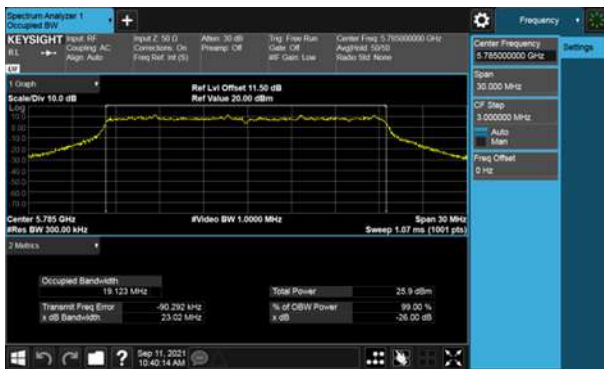 Spectrum Analyzer 1
Occupied BW
Frequency
KEYSIGHT
Input: RF
Coupling: AC
Align: Auto
Input Z: 50 Ω
Corrections: On
Freq Ref: Int (S)
Atten: 30 dB
Preamp: Off
Trig: Free Run
Gate: Off
#IF Gain: Low
Center Freq: 5.785000000 GHz
Avg|Hold: 50/50
Radio Std: None
Center Frequency
5.785000000 GHz
Settings
Span
30.000 MHz
CF Step
3.000000 MHz
Auto
Man
Freq Offset
0 Hz
1 Graph
Scale/Div 10.0 dB
Ref Lvl Offset 11.50 dB
Ref Value 20.00 dBm
Log
10.0
0.00
-10.0
-20.0
-30.0
-40.0
-50.0
-60.0
-70.0
Center 5.785 GHz
#Res BW 300.00 kHz
#Video BW 1.0000 MHz
Span 30 MHz
Sweep 1.07 ms (1001 pts)
2 Metrics
Occupied Bandwidth
19.123 MHz
Total Power
25.9 dBm
Transmit Freq Error
-90.292 kHz
% of OBW Power
99.00 %
x dB Bandwidth
23.02 MHz
x dB
-26.00 dB
?
Sep 11, 2021
10:40:14 AM